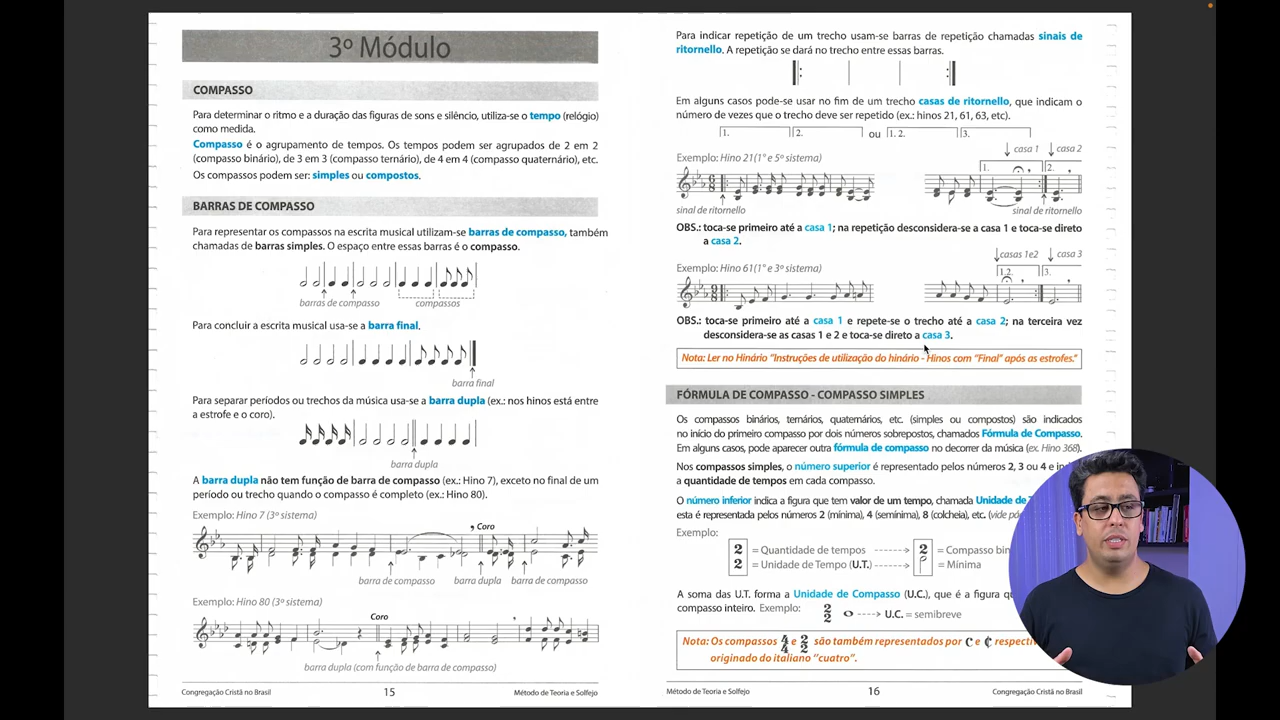 3º Módulo
COMPASSO
Para determinar o ritmo e a duração das figuras de sons e silêncio, utiliza-se o tempo (relógio)
como medida.
Compasso é o agrupamento de tempos. Os tempos podem ser agrupados de 2 em 2
(compasso binário), de 3 em 3 (compasso ternário), de 4 em 4 (compasso quaternário), etc.
Os compassos podem ser: simples ou compostos.
BARRAS DE COMPASSO
Para representar os compassos na escrita musical utilizam-se barras de compasso, também
chamadas de barras simples. O espaço entre essas barras é o compasso.
barras de compasso
compassos
Para concluir a escrita musical usa-se a barra final.
barra final
Para separar períodos ou trechos da música usa-se a barra dupla (ex.: nos hinos está entre
a estrofe e o coro).
barra dupla
A barra dupla não tem função de barra de compasso (ex.: Hino 7), exceto no final de um
período ou trecho quando o compasso é completo (ex.: Hino 80).
Exemplo: Hino 7 (3º sistema)
Coro
barra de compasso barra dupla barra de compasso
Exemplo: Hino 80 (3º sistema)
Coro
barra dupla (com função de barra de compasso)
Congregação Cristã no Brasil 15 Método de Teoria e Solfejo
Para indicar repetição de um trecho usam-se barras de repetição chamadas sinais de
ritornello. A repetição se dará no trecho entre essas barras.
Em alguns casos pode-se usar no fim de um trecho casas de ritornello, que indicam o
número de vezes que o trecho deve ser repetido (ex.: hinos 21, 61, 63, etc).
1. 2. ou 1. 2. 3.
casa 1 casa 2
Exemplo: Hino 21(1° e 5º sistema)
1. 2.
sinal de ritornello sinal de ritornello
OBS.: toca-se primeiro até a casa 1; na repetição desconsidera-se a casa 1 e toca-se direto
a casa 2.
casas 1e2 casa 3
Exemplo: Hino 61(1° e 3º sistema)
1.2. 3.
OBS.: toca-se primeiro até a casa 1 e repete-se o trecho até a casa 2; na terceira vez
desconsidera-se as casas 1 e 2 e toca-se direto a casa 3.
Nota: Ler no Hinário "Instruções de utilização do hinário - Hinos com "Final" após as estrofes."
FÓRMULA DE COMPASSO - COMPASSO SIMPLES
Os compassos binários, ternários, quaternários, etc. (simples ou compostos) são indicados
no início do primeiro compasso por dois números sobrepostos, chamados Fórmula de Compasso.
Em alguns casos, pode aparecer outra fórmula de compasso no decorrer da música (ex. Hino 368).
Nos compassos simples, o número superior é representado pelos números 2, 3 ou 4 e
a quantidade de tempos em cada compasso.
O número inferior indica a figura que tem valor de um tempo, chamada Unidade de
esta é representada pelos números 2 (mínima), 4 (semínima), 8 (colcheia), etc. (vide
Exemplo:
2 = Quantidade de tempos 2 = Compasso
2 = Unidade de Tempo (U.T.) = Mínima
A soma das U.T. forma a Unidade de Compasso (U.C.), que é a figura
compasso inteiro. Exemplo: 2 2 U.C. = semibreve
Nota: Os compassos 4 4 e 2 2 são também representados por C e ₵
originado do italiano "cuatro".
Método de Teoria e Solfejo 16 Congregação Cristã no Brasil